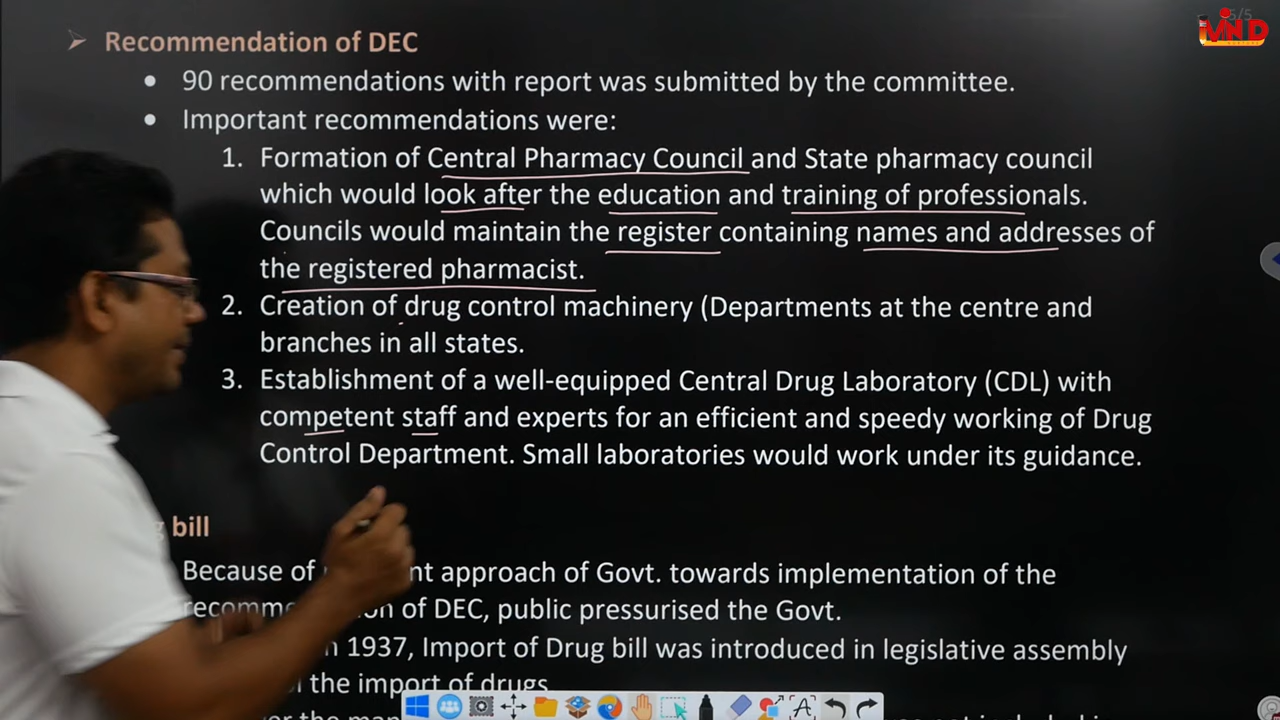 5/5
Recommendation of DEC
90 recommendations with report was submitted by the committee.
Important recommendations were:
1. Formation of Central Pharmacy Council and State pharmacy council
which would look after the education and training of professionals.
Councils would maintain the register containing names and addresses of
the registered pharmacist.
2. Creation of drug control machinery (Departments at the centre and
branches in all states.
3. Establishment of a well-equipped Central Drug Laboratory (CDL) with
competent staff and experts for an efficient and speedy working of Drug
Control Department. Small laboratories would work under its guidance.
bill
Because of approach of Govt. towards implementation of the
of DEC, public pressurised the Govt.
1937, Import of Drug bill was introduced in legislative assembly
the import of drugs